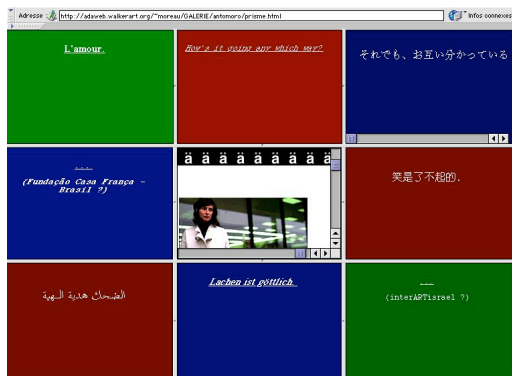 Adresse http://adaweb.walkerart.org/~moreau/GALERIE/antomoro/prisme.html Infos connexes
L'amour.
How's it going any which way?
それでも、お互い分かっている
...
(Fundação Casa França - Brasil ?)
ä ä ä ä ä ä ä ä ä
笑是了不起的.
الضحك هدية الهية
Lachen ist göttlich.
...
(interARTisrael ?)